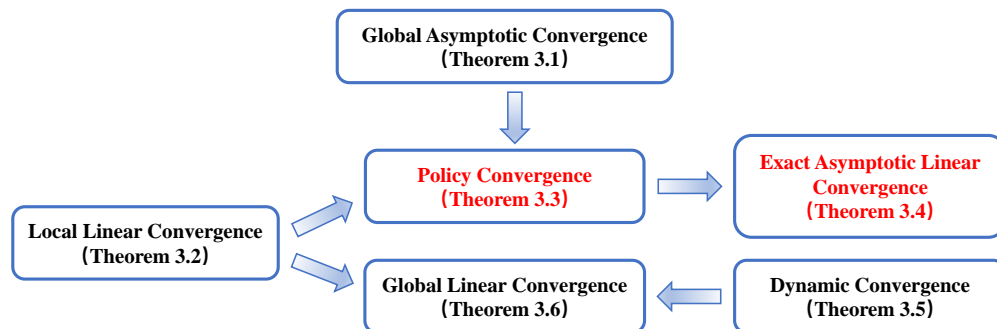 Global Asymptotic Convergence
(Theorem 3.1)
Policy Convergence
(Theorem 3.3)
Exact Asymptotic Linear
Convergence
(Theorem 3.4)
Local Linear Convergence
(Theorem 3.2)
Global Linear Convergence
(Theorem 3.6)
Dynamic Convergence
(Theorem 3.5)